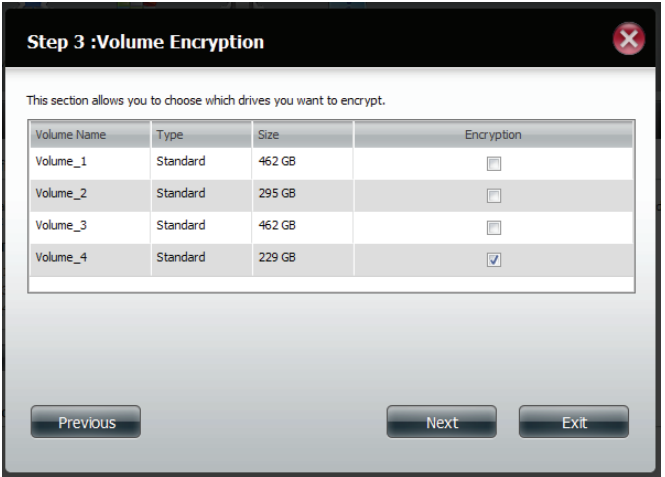 Step 3 :Volume Encryption
This section allows you to choose which drives you want to encrypt.
Volume Name Type Size Encryption
Volume_1 Standard 462 GB
Volume_2 Standard 295 GB
Volume_3 Standard 462 GB
Volume_4 Standard 229 GB
Previous Next Exit